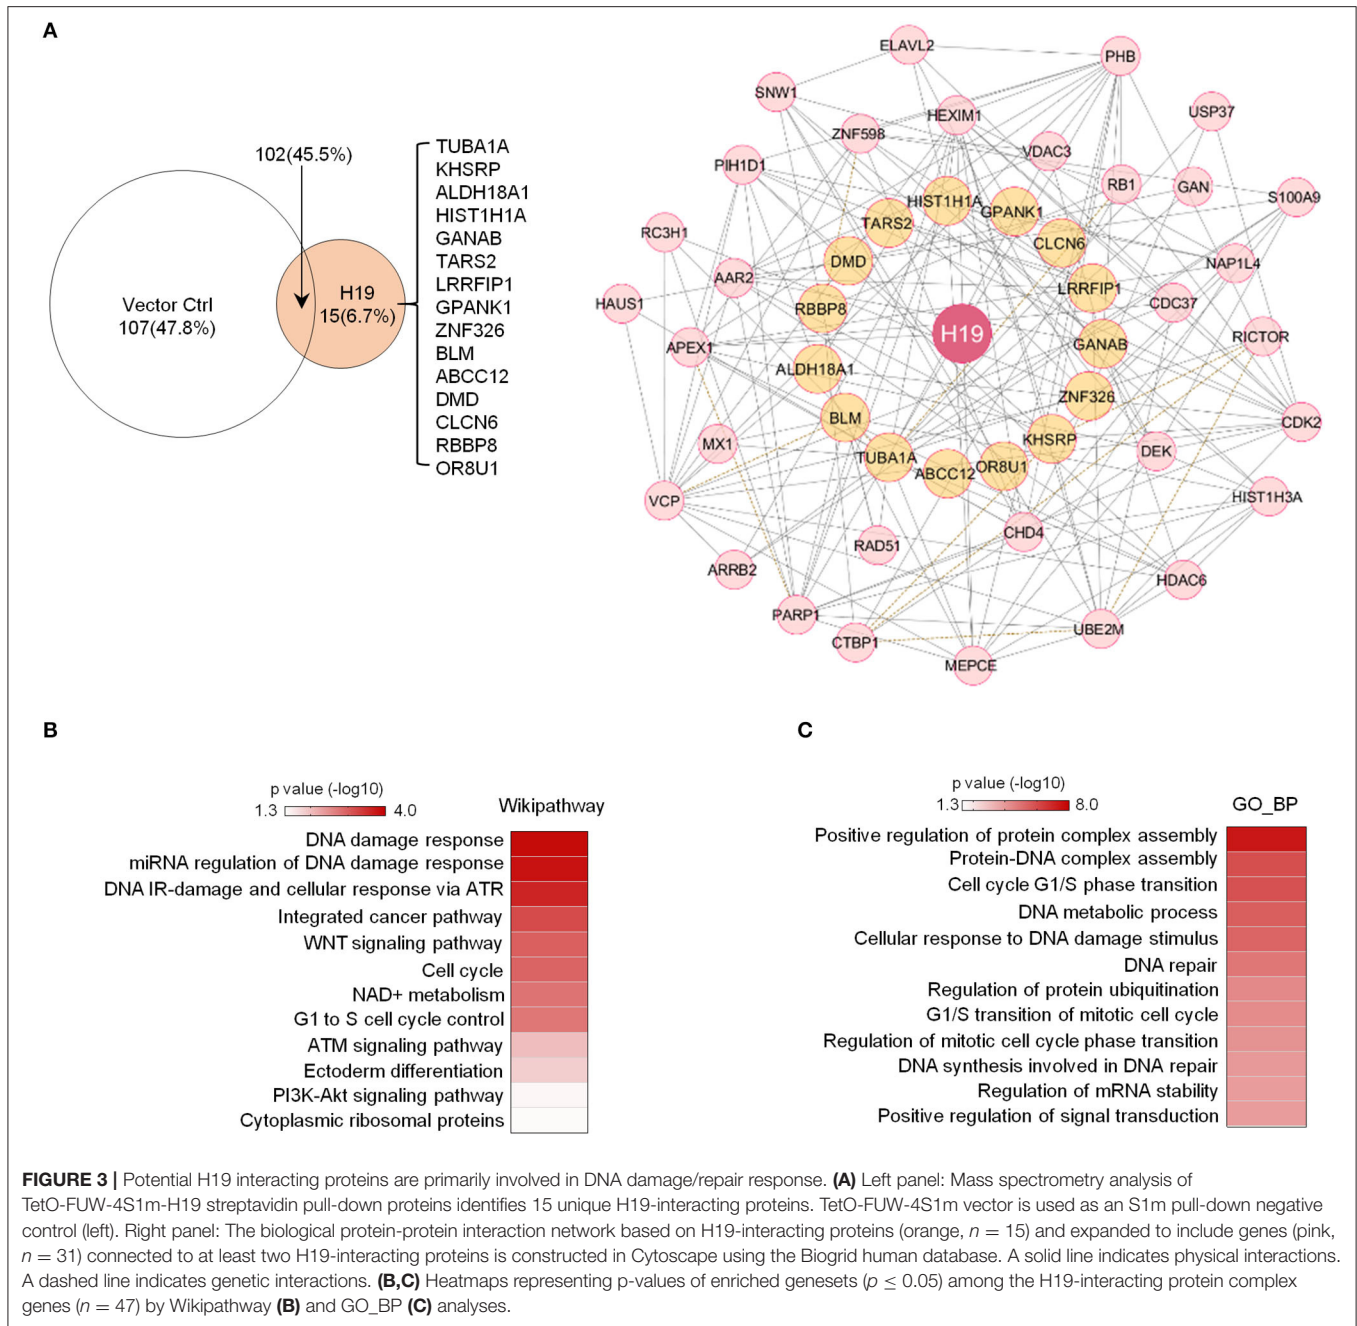 A
102(45.5%)
Vector Ctrl
107(47.8%)
H19
15(6.7%)
TUBA1A
KHSRP
ALDH18A1
HIST1H1A
GANAB
TARS2
LRRFIP1
GPANK1
ZNF326
BLM
ABCC12
DMD
CLCN6
RBBP8
OR8U1
ELAVL2
PHB
SNW1
USP37
HEXIM1
ZNF598
VDAC3
PIH1D1
RB1
GAN
S100A9
HIST1H1A
GPANK1
TARS2
RC3H1
CLCN6
DMD
NAP1L4
AAR2
LRRFIP1
CDC37
HAUS1
RBBP8
H19
RICTOR
APEX1
GANAB
ALDH18A1
ZNF326
BLM
CDK2
KHSRP
MX1
DEK
TUBA1A
OR8U1
ABCC12
VCP
HIST1H3A
CHD4
RAD51
ARRB2
HDAC6
PARP1
UBE2M
CTBP1
MEPCE
B
p value (-log10)
1.3
4.0
Wikipathway
DNA damage response
miRNA regulation of DNA damage response
DNA IR-damage and cellular response via ATR
Integrated cancer pathway
WNT signaling pathway
Cell cycle
NAD+ metabolism
G1 to S cell cycle control
ATM signaling pathway
Ectoderm differentiation
PI3K-Akt signaling pathway
Cytoplasmic ribosomal proteins
C
p value (-log10)
1.3
8.0
GO_BP
Positive regulation of protein complex assembly
Protein-DNA complex assembly
Cell cycle G1/S phase transition
DNA metabolic process
Cellular response to DNA damage stimulus
DNA repair
Regulation of protein ubiquitination
G1/S transition of mitotic cell cycle
Regulation of mitotic cell cycle phase transition
DNA synthesis involved in DNA repair
Regulation of mRNA stability
Positive regulation of signal transduction
FIGURE 3 | Potential H19 interacting proteins are primarily involved in DNA damage/repair response. (A) Left panel: Mass spectrometry analysis of
TetO-FUW-4S1m-H19 streptavidin pull-down proteins identifies 15 unique H19-interacting proteins. TetO-FUW-4S1m vector is used as an S1m pull-down negative
control (left). Right panel: The biological protein-protein interaction network based on H19-interacting proteins (orange, n = 15) and expanded to include genes (pink,
n = 31) connected to at least two H19-interacting proteins is constructed in Cytoscape using the Biogrid human database. A solid line indicates physical interactions.
A dashed line indicates genetic interactions. (B,C) Heatmaps representing p-values of enriched genesets (p ≤ 0.05) among the H19-interacting protein complex
genes (n = 47) by Wikipathway (B) and GO_BP (C) analyses.